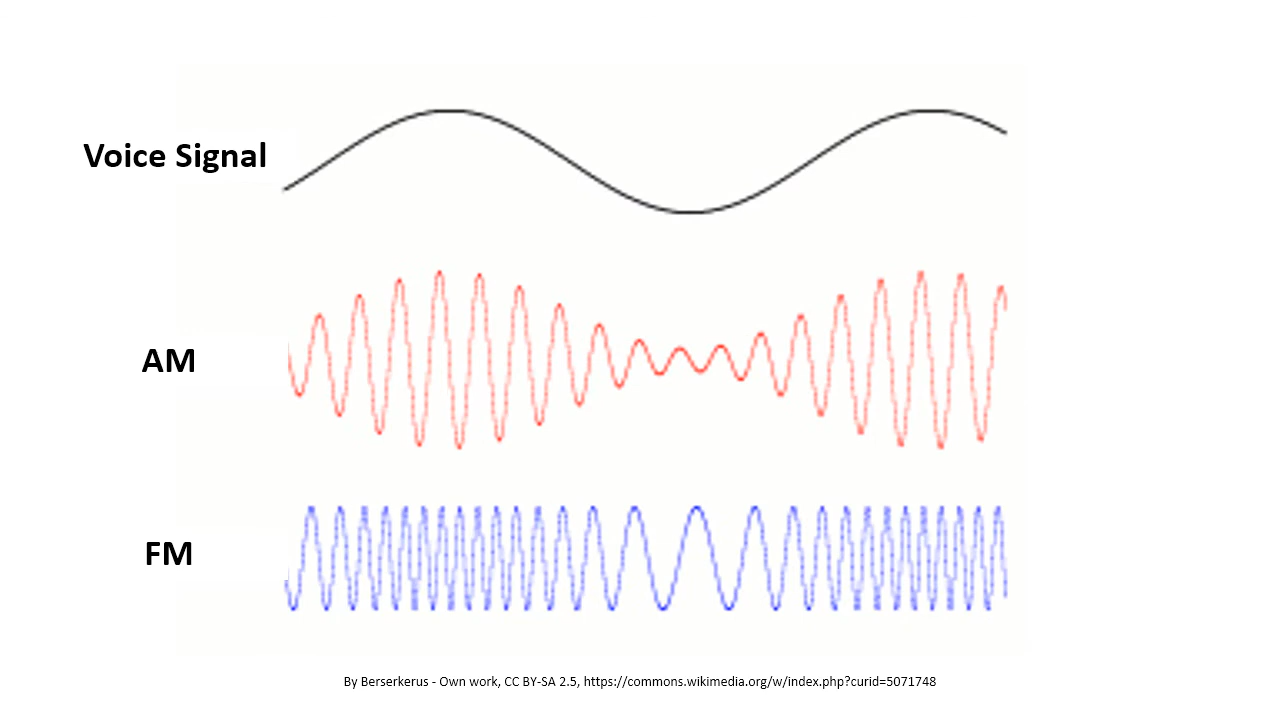 Voice Signal
AM
FM
By Berserkerus - Own work, CC BY-SA 2.5, https://commons.wikimedia.org/w/index.php?curid=5071748